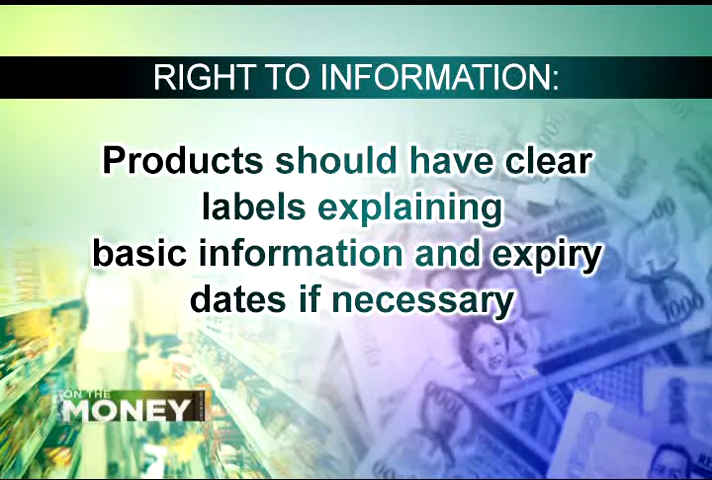 RIGHT TO INFORMATION:
Products should have clear
labels explaining
basic information and expiry
dates if necessary
ON THE
MONEY
1000